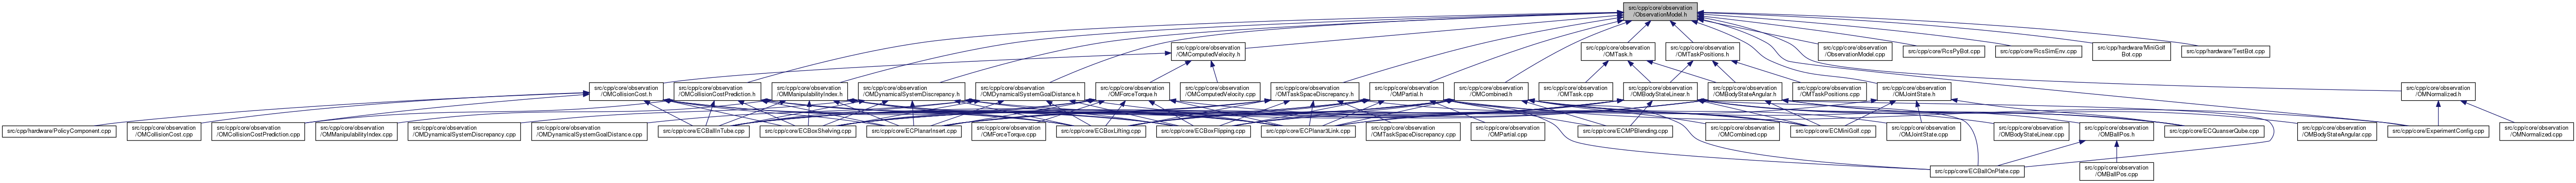 src/cpp/core/observation
/ObservationModel.h
src/cpp/core/observation
/OMComputedVelocity.h
src/cpp/core/observation
/OMTask.h
src/cpp/core/observation
/OMTaskPositions.h
src/cpp/core/observation
/ObservationModel.cpp
src/cpp/core/RcsPyBot.cpp
src/cpp/core/RcsSimEnv.cpp
src/cpp/hardware/MiniGolf
Bot.cpp
src/cpp/hardware/TestBot.cpp
src/cpp/core/observation
/OMCollisionCost.h
src/cpp/core/observation
/OMCollisionCostPrediction.h
src/cpp/core/observation
/OMManipulabilityIndex.h
src/cpp/core/observation
/OMDynamicalSystemDiscrepancy.h
src/cpp/core/observation
/OMDynamicalSystemGoalDistance.h
src/cpp/core/observation
/OMForceTorque.h
src/cpp/core/observation
/OMComputedVelocity.cpp
src/cpp/core/observation
/OMTaskSpaceDiscrepancy.h
src/cpp/core/observation
/OMPartial.h
src/cpp/core/observation
/OMCombined.h
src/cpp/core/observation
/OMTask.cpp
src/cpp/core/observation
/OMBodyStateLinear.h
src/cpp/core/observation
/OMBodyStateAngular.h
src/cpp/core/observation
/OMTaskPositions.cpp
src/cpp/core/observation
/OMJointState.h
src/cpp/core/observation
/OMNormalized.h
src/cpp/hardware/PolicyComponent.cpp
src/cpp/core/observation
/OMCollisionCost.cpp
src/cpp/core/observation
/OMCollisionCostPrediction.cpp
src/cpp/core/observation
/OMManipulabilityIndex.cpp
src/cpp/core/observation
/OMDynamicalSystemDiscrepancy.cpp
src/cpp/core/observation
/OMDynamicalSystemGoalDistance.cpp
src/cpp/core/ECBallInTube.cpp
src/cpp/core/ECBoxShelving.cpp
src/cpp/core/ECPlanarInsert.cpp
src/cpp/core/observation
/OMForceTorque.cpp
src/cpp/core/ECBoxLifting.cpp
src/cpp/core/ECBoxFlipping.cpp
src/cpp/core/ECPlanar3Link.cpp
src/cpp/core/observation
/OMTaskSpaceDiscrepancy.cpp
src/cpp/core/observation
/OMPartial.cpp
src/cpp/core/ECMPBlending.cpp
src/cpp/core/observation
/OMCombined.cpp
src/cpp/core/ECMiniGolf.cpp
src/cpp/core/observation
/OMJointState.cpp
src/cpp/core/observation
/OMBodyStateLinear.cpp
src/cpp/core/observation
/OMBallPos.h
src/cpp/core/ECQuanserQube.cpp
src/cpp/core/observation
/OMBodyStateAngular.cpp
src/cpp/core/ExperimentConfig.cpp
src/cpp/core/observation
/OMNormalized.cpp
src/cpp/core/ECBallOnPlate.cpp
src/cpp/core/observation
/OMBallPos.cpp